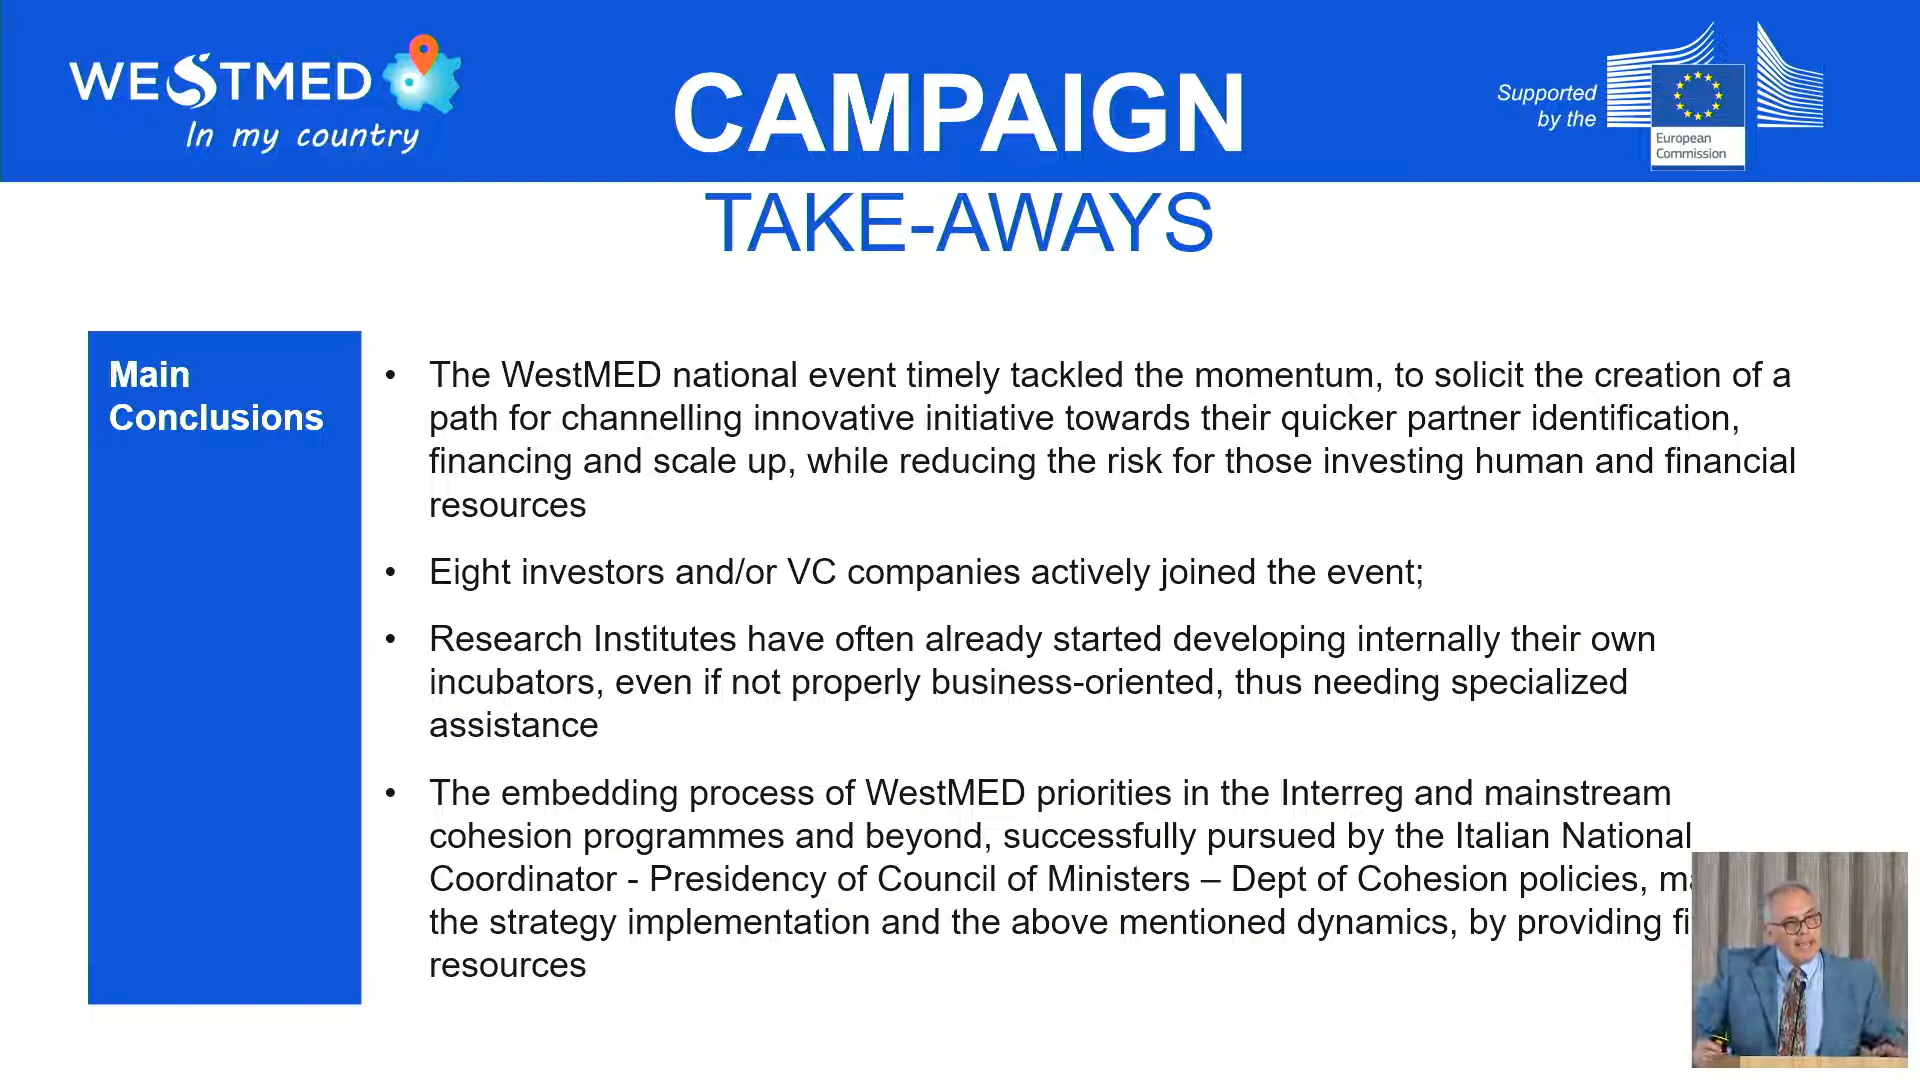 WESTMED
In my country
CAMPAIGN
Supported
by the
European
Commission
TAKE-AWAYS
Main
Conclusions
• The WestMED national event timely tackled the momentum, to solicit the creation of a
path for channelling innovative initiative towards their quicker partner identification,
financing and scale up, while reducing the risk for those investing human and financial
resources
• Eight investors and/or VC companies actively joined the event;
• Research Institutes have often already started developing internally their own
incubators, even if not properly business-oriented, thus needing specialized
assistance
• The embedding process of WestMED priorities in the Interreg and mainstream
cohesion programmes and beyond, successfully pursued by the Italian National
Coordinator - Presidency of Council of Ministers – Dept of Cohesion policies,
the strategy implementation and the above mentioned dynamics, by providing
resources